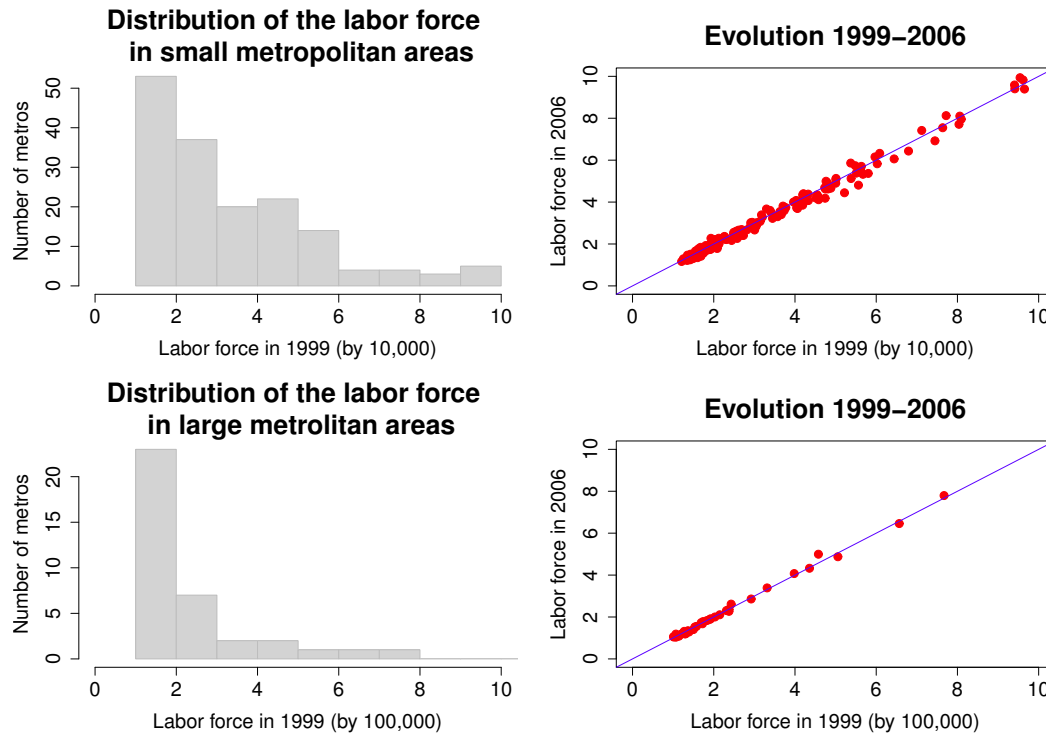 Distribution of the labor force
in small metropolitan areas
Number of metros
0 10 20 30 40 50
0 2 4 6 8 10
Labor force in 1999 (by 10,000)
Evolution 1999−2006
Labor force in 2006
0 2 4 6 8 10
0 2 4 6 8 10
Labor force in 1999 (by 10,000)
Distribution of the labor force
in large metrolitan areas
Number of metros
0 5 10 15 20
0 2 4 6 8 10
Labor force in 1999 (by 100,000)
Evolution 1999−2006
Labor force in 2006
0 2 4 6 8 10
0 2 4 6 8 10
Labor force in 1999 (by 100,000)